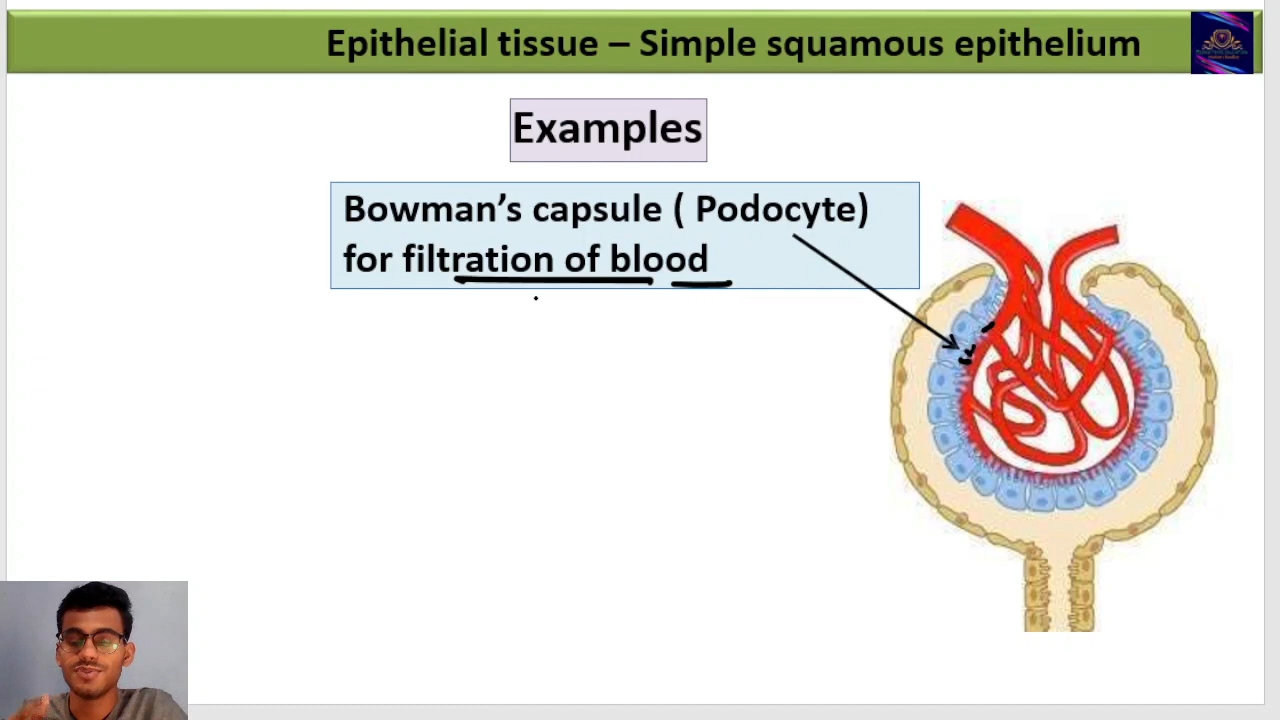 Epithelial tissue – Simple squamous epithelium
Examples
Bowman’s capsule ( Podocyte)
for filtration of blood